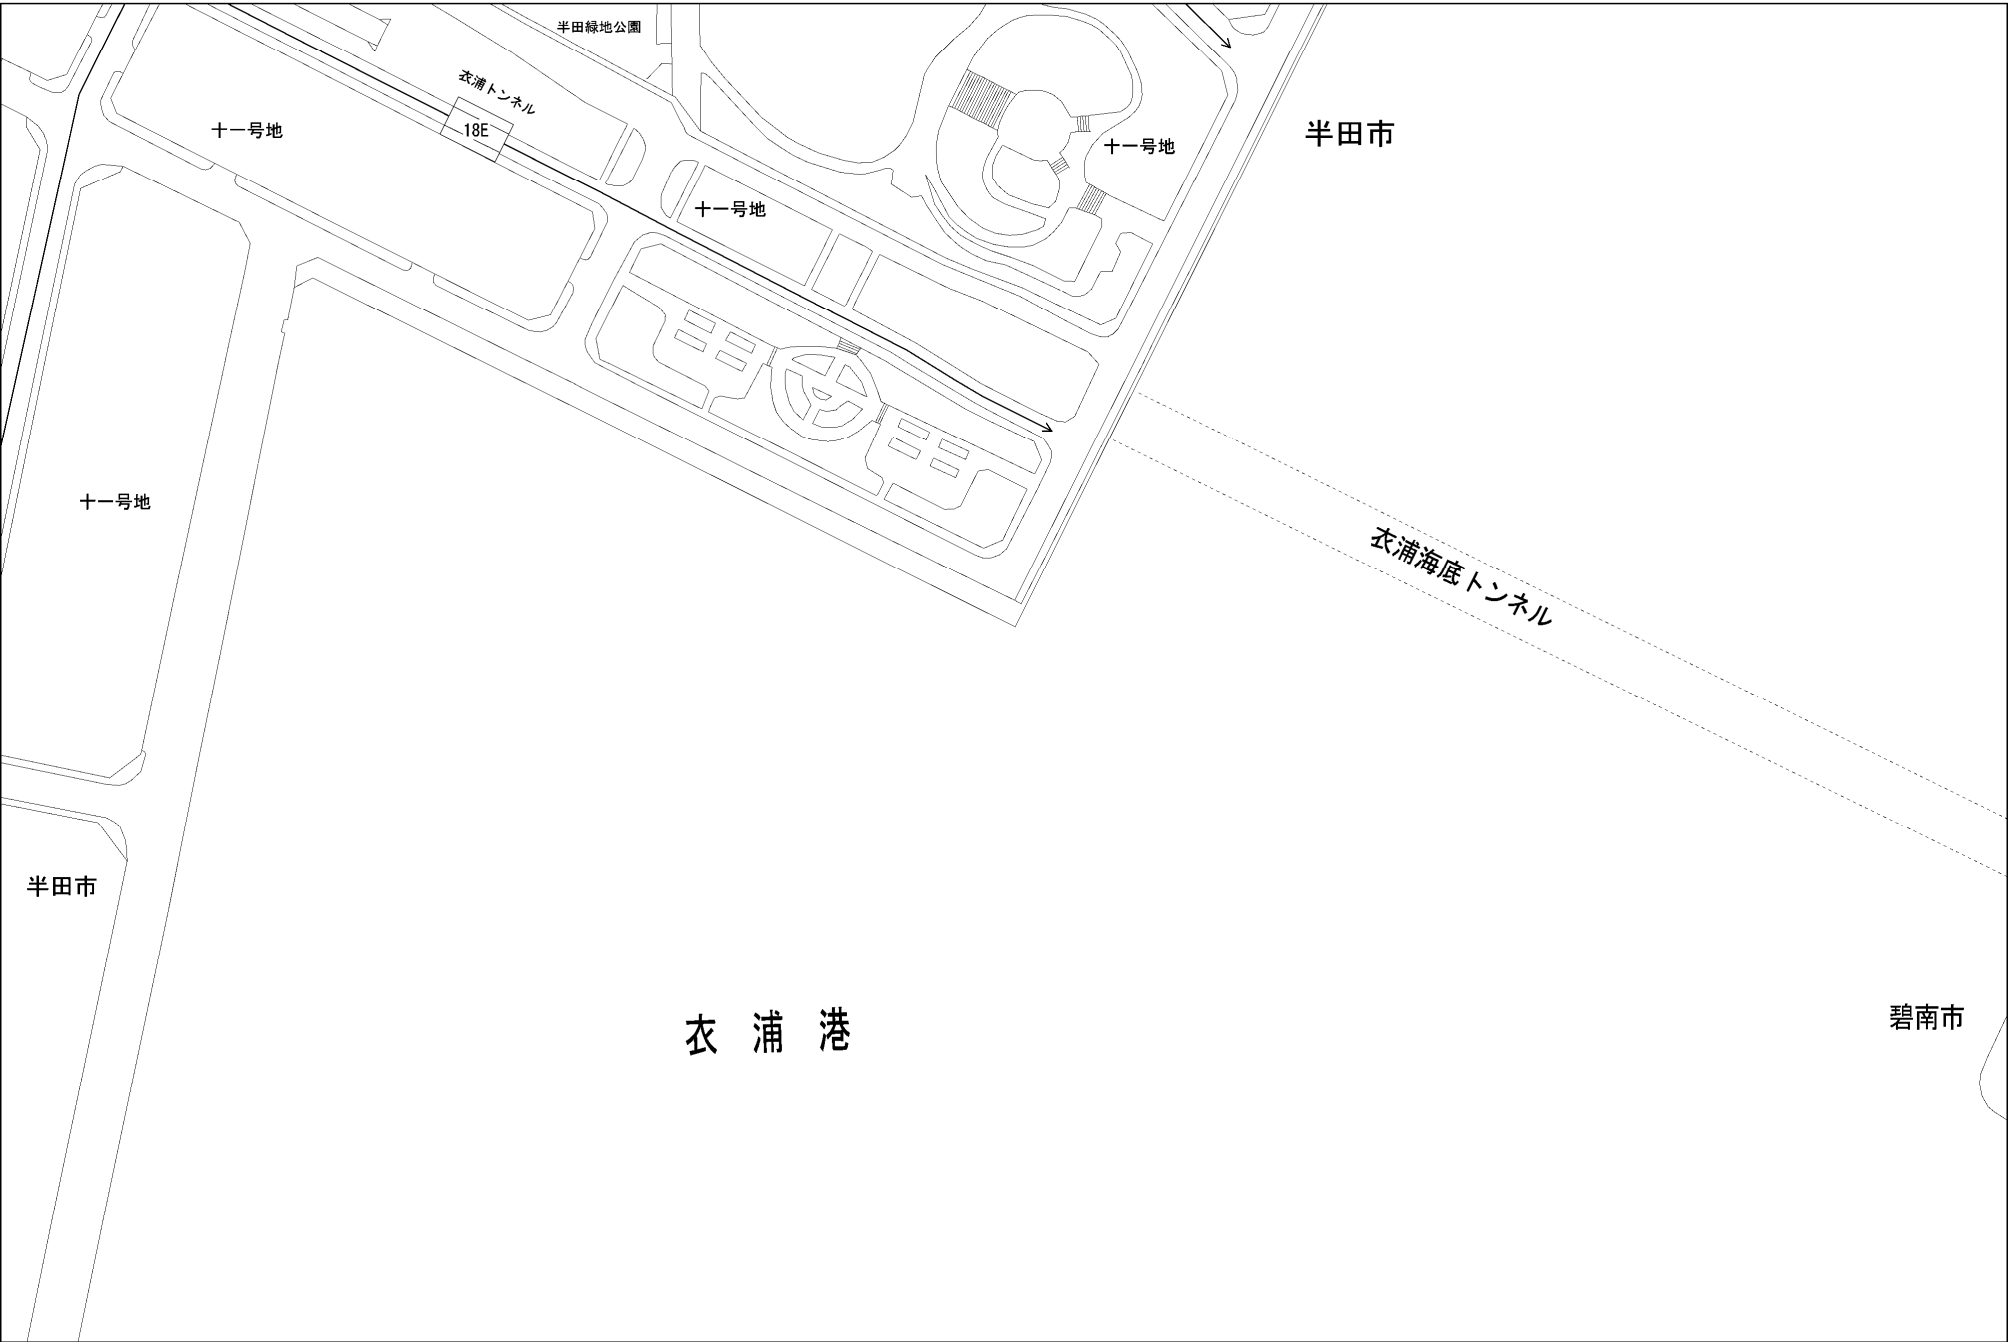 半田緑地公園
衣浦トンネル
18E
十一号地
十一号地
半田市
十一号地
十一号地
衣浦海底トンネル
半田市
衣浦港
碧南市